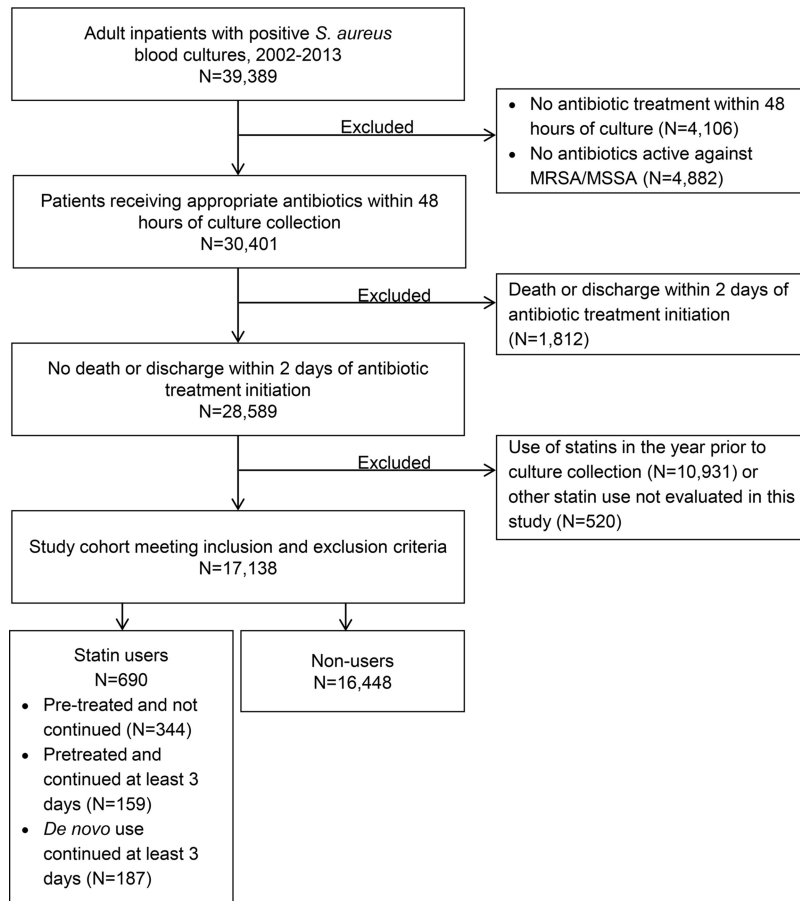 Adult inpatients with positive S. aureus
blood cultures, 2002-2013
N=39,389
Excluded
• No antibiotic treatment within 48
hours of culture (N=4,106)
• No antibiotics active against
MRSA/MSSA (N=4,882)
Patients receiving appropriate antibiotics within 48
hours of culture collection
N=30,401
Excluded
Death or discharge within 2 days of
antibiotic treatment initiation
(N=1,812)
No death or discharge within 2 days of antibiotic
treatment initiation
N=28,589
Excluded
Use of statins in the year prior to
culture collection (N=10,931) or
other statin use not evaluated in this
study (N=520)
Study cohort meeting inclusion and exclusion criteria
N=17,138
Statin users
N=690
• Pre-treated and not
continued (N=344)
• Pretreated and
continued at least 3
days (N=159)
• De novo use
continued at least 3
days (N=187)
Non-users
N=16,448